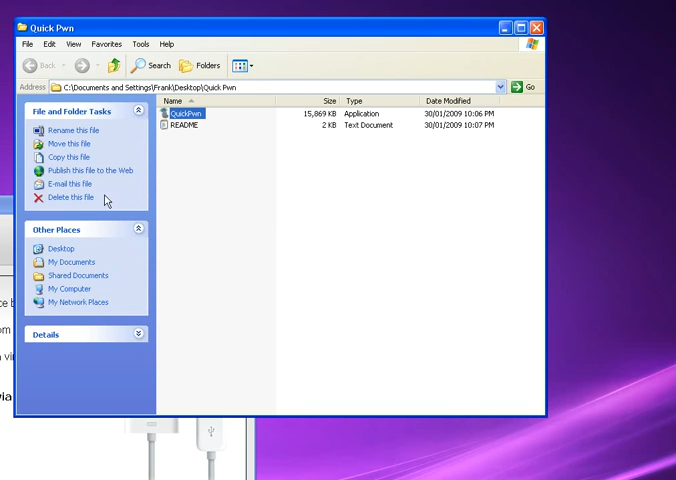 Quick Pwn
File Edit View Favorites Tools Help
Back Search Folders
Address C:\Documents and Settings\Frank\Desktop\Quick Pwn Go
Name Size Type Date Modified
QuickPwn 15,869 KB Application 30/01/2009 10:06 PM
README 2 KB Text Document 30/01/2009 10:07 PM
File and Folder Tasks
Rename this file
Move this file
Copy this file
Publish this file to the Web
E-mail this file
Delete this file
Other Places
Desktop
My Documents
Shared Documents
My Computer
My Network Places
Details